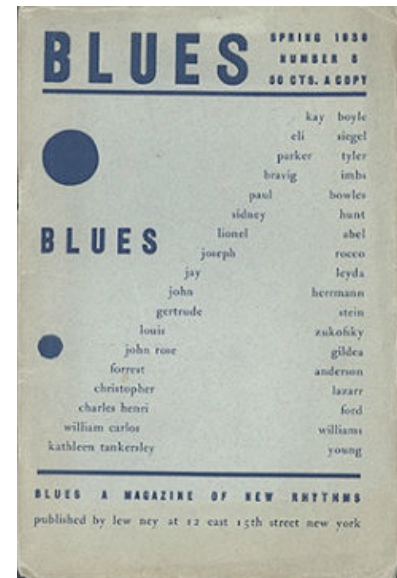 BLUES
SPRING 1930
NUMBER 8
50 CTS. A COPY
kay boyle
eli siegel
parker tyler
bravig imbs
paul bowles
sidney hunt
BLUES
lionel abel
joseph rocco
jay leyda
john herrmann
gertrude stein
louis zukofsky
john rose gildea
forrest anderson
christopher lazarr
charles henri ford
william carlos williams
kathleen tankersley young
BLUES A MAGAZINE OF NEW RHYTHMS
published by lew ney at 12 east 15th street new york